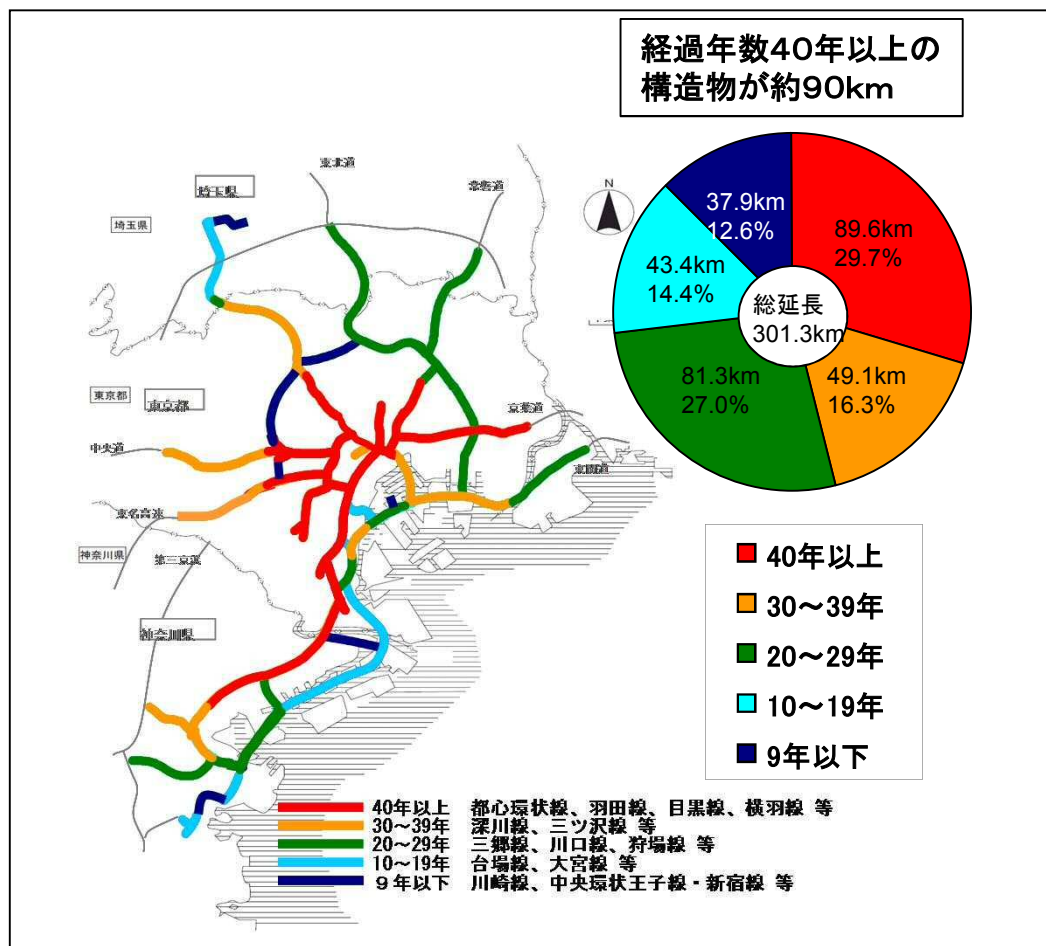 経過年数40年以上の
構造物が約90km
東北道
常磐道
埼玉県
埼玉県
N
37.9km
12.6%
89.6km
29.7%
43.4km
14.4%
総延長
301.3km
81.3km
27.0%
49.1km
16.3%
東京都
東京都
京葉道
中央道
東関道
東名高速
神奈川県
第三京浜
神奈川県
40年以上
30～39年
20～29年
10～19年
9年以下
40年以上 都心環状線、羽田線、目黒線、横羽線 等
30～39年 深川線、三ツ沢線 等
20～29年 三郷線、川口線、狩場線 等
10～19年 台場線、大宮線 等
９年以下 川崎線、中央環状王子線・新宿線 等